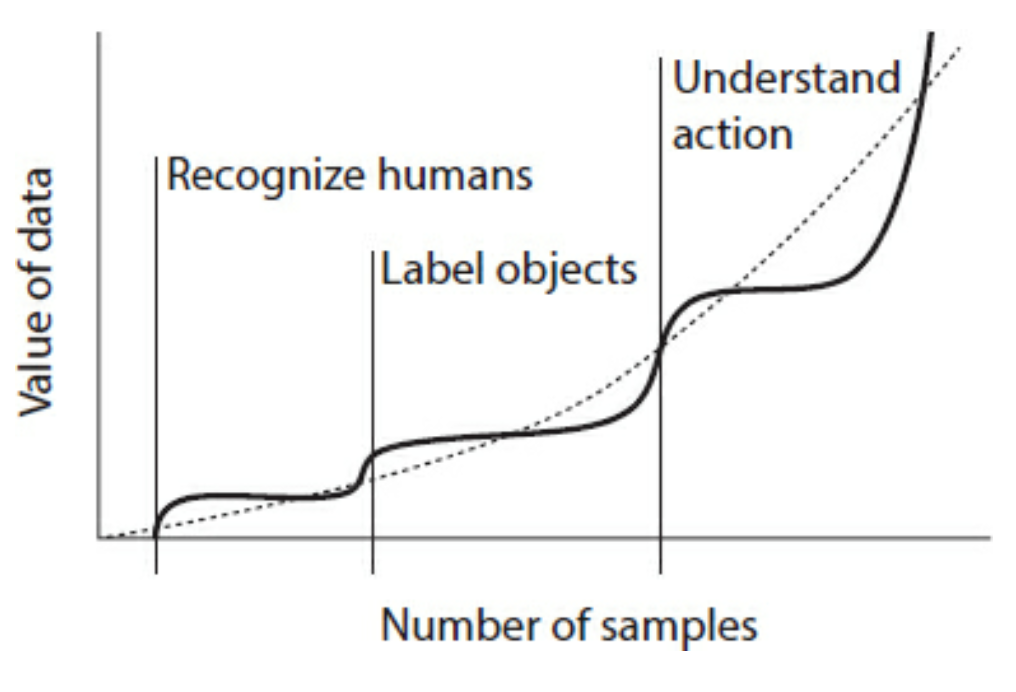 Understand
action
Recognize humans
Label objects
Value of data
Number of samples